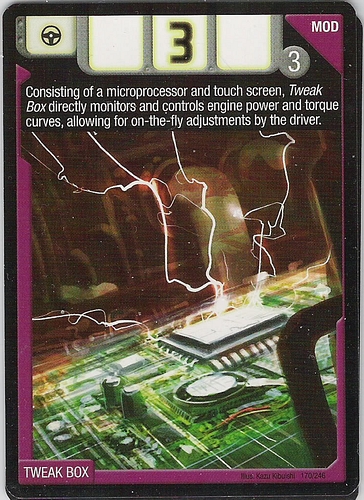 MOD
3
3
Consisting of a microprocessor and touch screen, Tweak
Box directly monitors and controls engine power and torque
curves, allowing for on-the-fly adjustments by the driver.
TWEAK BOX
Illus. Kazu Kibuishi 170/246